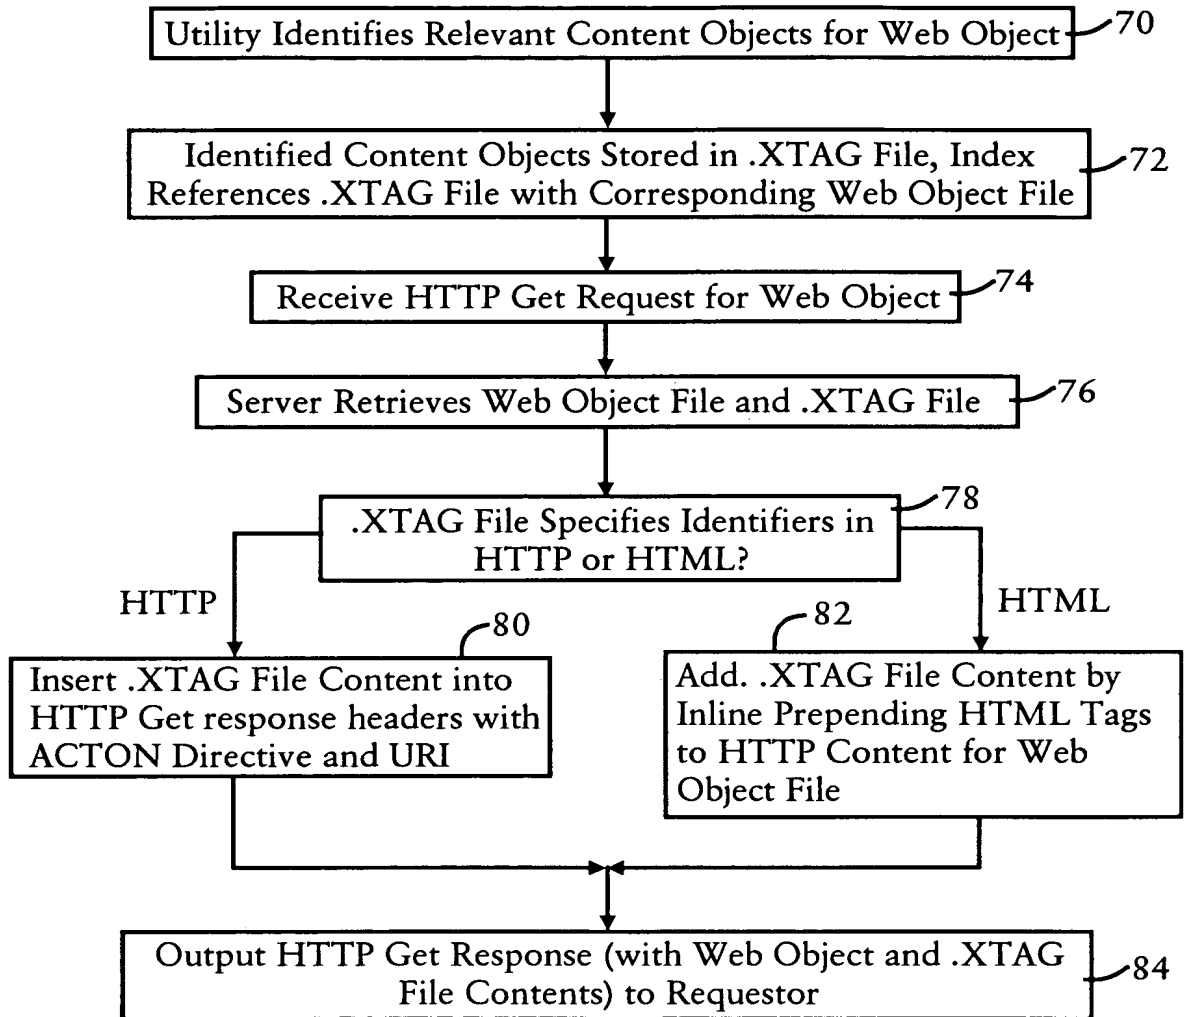 Utility Identifies Relevant Content Objects for Web Object
70
Identified Content Objects Stored in .XTAG File, Index
References .XTAG File with Corresponding Web Object File
72
Receive HTTP Get Request for Web Object
74
Server Retrieves Web Object File and .XTAG File
76
.XTAG File Specifies Identifiers in
HTTP or HTML?
78
HTTP
HTML
80
Insert .XTAG File Content into
HTTP Get response headers with
ACTON Directive and URI
82
Add. .XTAG File Content by
Inline Prepending HTML Tags
to HTTP Content for Web
Object File
Output HTTP Get Response (with Web Object and .XTAG
File Contents) to Requestor
84